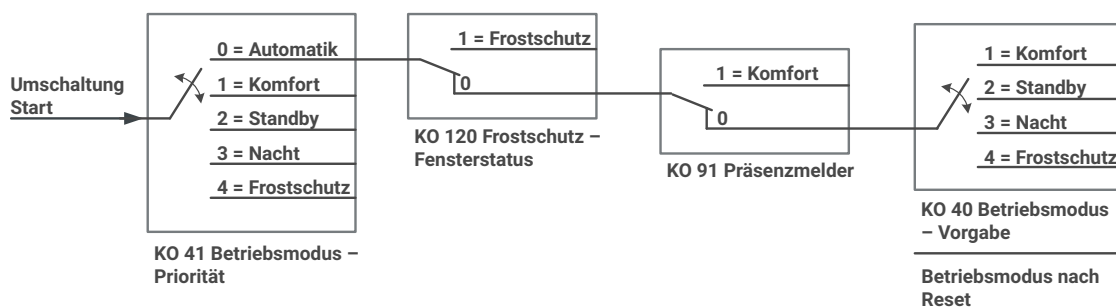 Umschaltung
Start
0 = Automatik
1 = Komfort
2 = Standby
3 = Nacht
4 = Frostschutz
KO 41 Betriebsmodus –
Priorität
1 = Frostschutz
0
KO 120 Frostschutz –
Fensterstatus
1 = Komfort
0
KO 91 Präsenzmelder
1 = Komfort
2 = Standby
3 = Nacht
4 = Frostschutz
KO 40 Betriebsmodus
– Vorgabe
Betriebsmodus nach
Reset